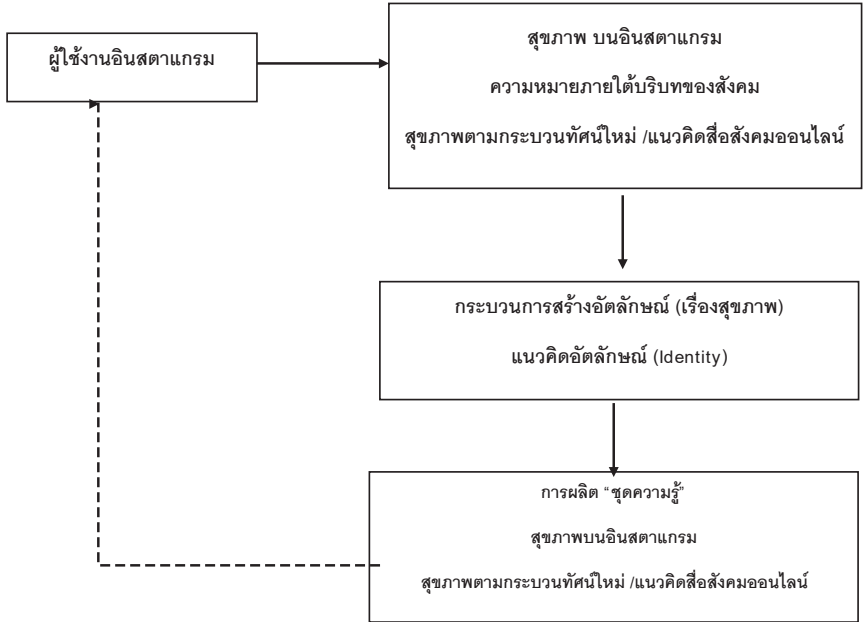 ผู้ใช้งานอินสตาแกรม
สุขภาพ บนอินสตาแกรม
ความหมายภายใต้บริบทของสังคม
สุขภาพตามกระบวนทัศน์ใหม่ /แนวคิดสื่อสังคมออนไลน์
กระบวนการสร้างอัตลักษณ์ (เรื่องสุขภาพ)
แนวคิดอัตลักษณ์ (Identity)
การผลิต “ชุดความรู้”
สุขภาพบนอินสตาแกรม
สุขภาพตามกระบวนทัศน์ใหม่ /แนวคิดสื่อสังคมออนไลน์